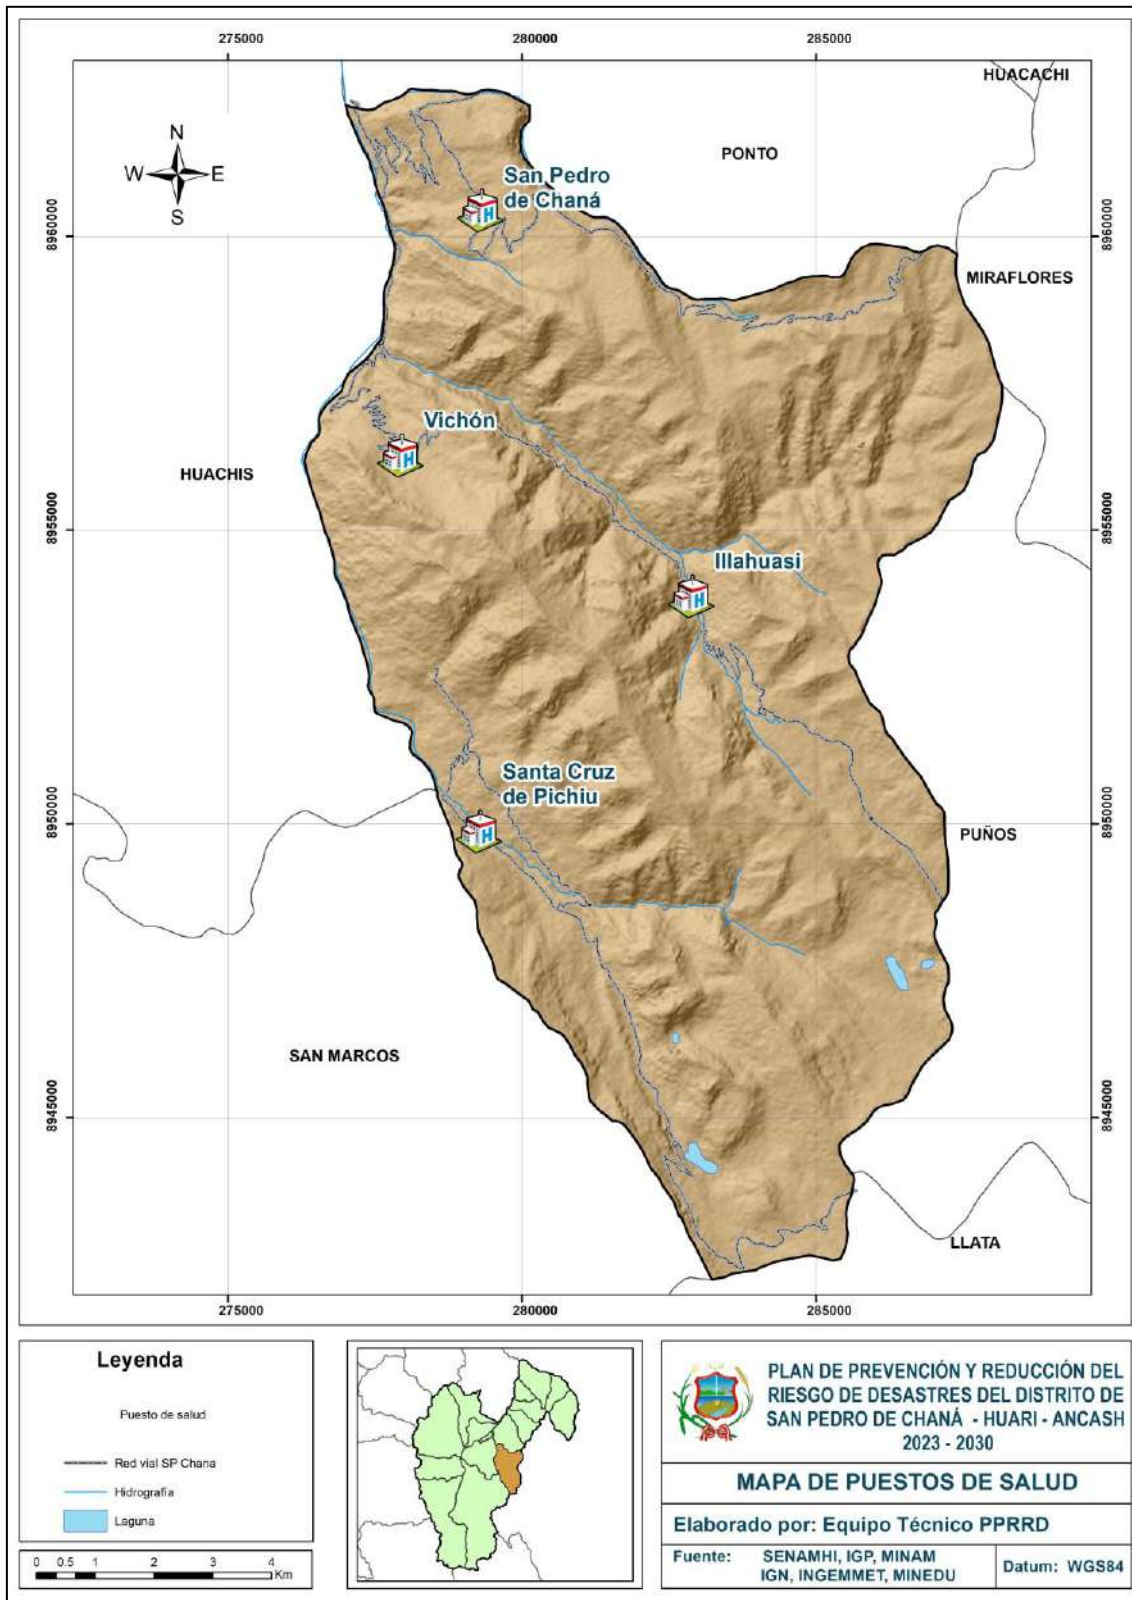 275000
280000
285000
HUACACHI
N
W E
S
PONTO
San Pedro
de Chaná
8960000
8960000
MIRAFLORES
Vichón
HUACHIS
8955000
8955000
Illahuasi
Santa Cruz
de Pichiu
8950000
8950000
PUÑOS
SAN MARCOS
8945000
8945000
LLATA
275000
280000
285000
Leyenda
Puesto de salud
Red vial SP Chana
Hidrografía
Laguna
0 0.5 1 2 3 4
Km
PLAN DE PREVENCIÓN Y REDUCCIÓN DEL
RIESGO DE DESASTRES DEL DISTRITO DE
SAN PEDRO DE CHANÁ - HUARI - ANCASH
2023 - 2030
MAPA DE PUESTOS DE SALUD
Elaborado por: Equipo Técnico PPRRD
Fuente: SENAMHI, IGP, MINAM
IGN, INGEMMET, MINEDU
Datum: WGS84
H
H
H
H